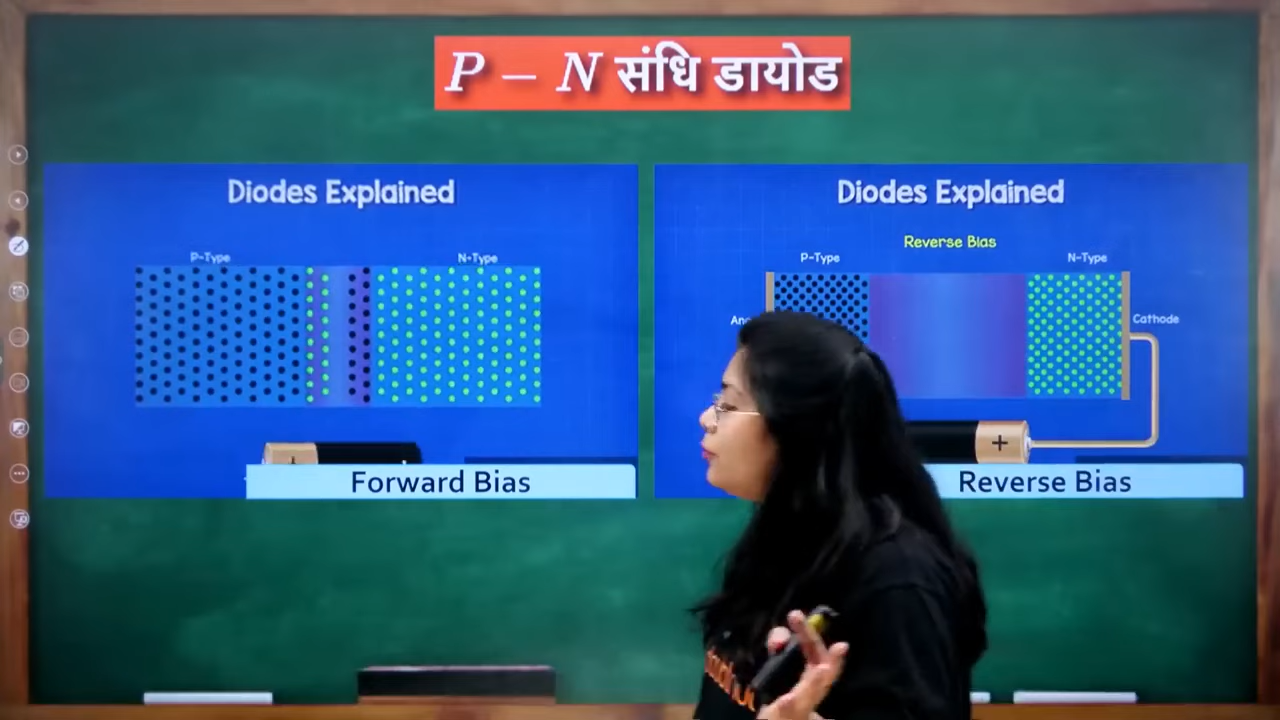 P – N संधि डायोड
Diodes Explained
P-Type
N-Type
+
Forward Bias
Diodes Explained
Reverse Bias
P-Type
N-Type
Cathode
+
Reverse Bias